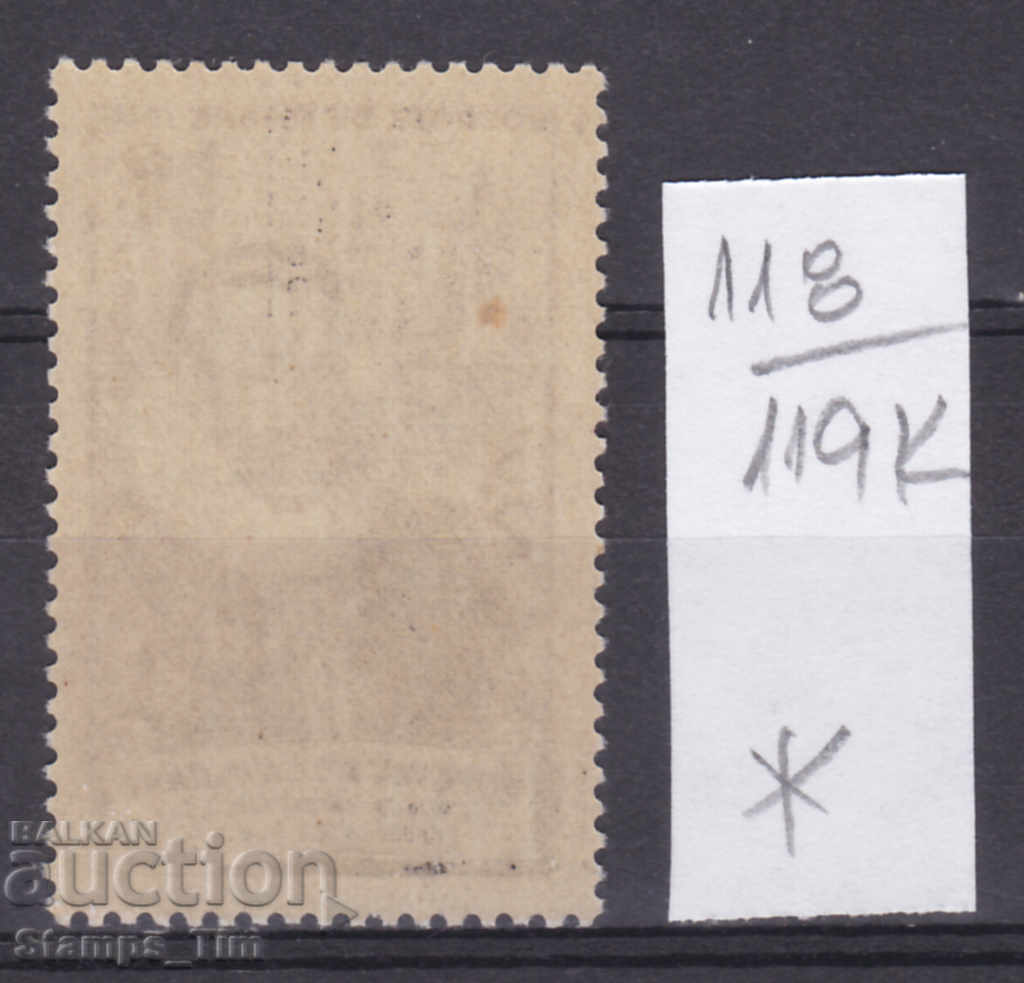 118
119K
*
BALKAN
auction
Stamps_Tim